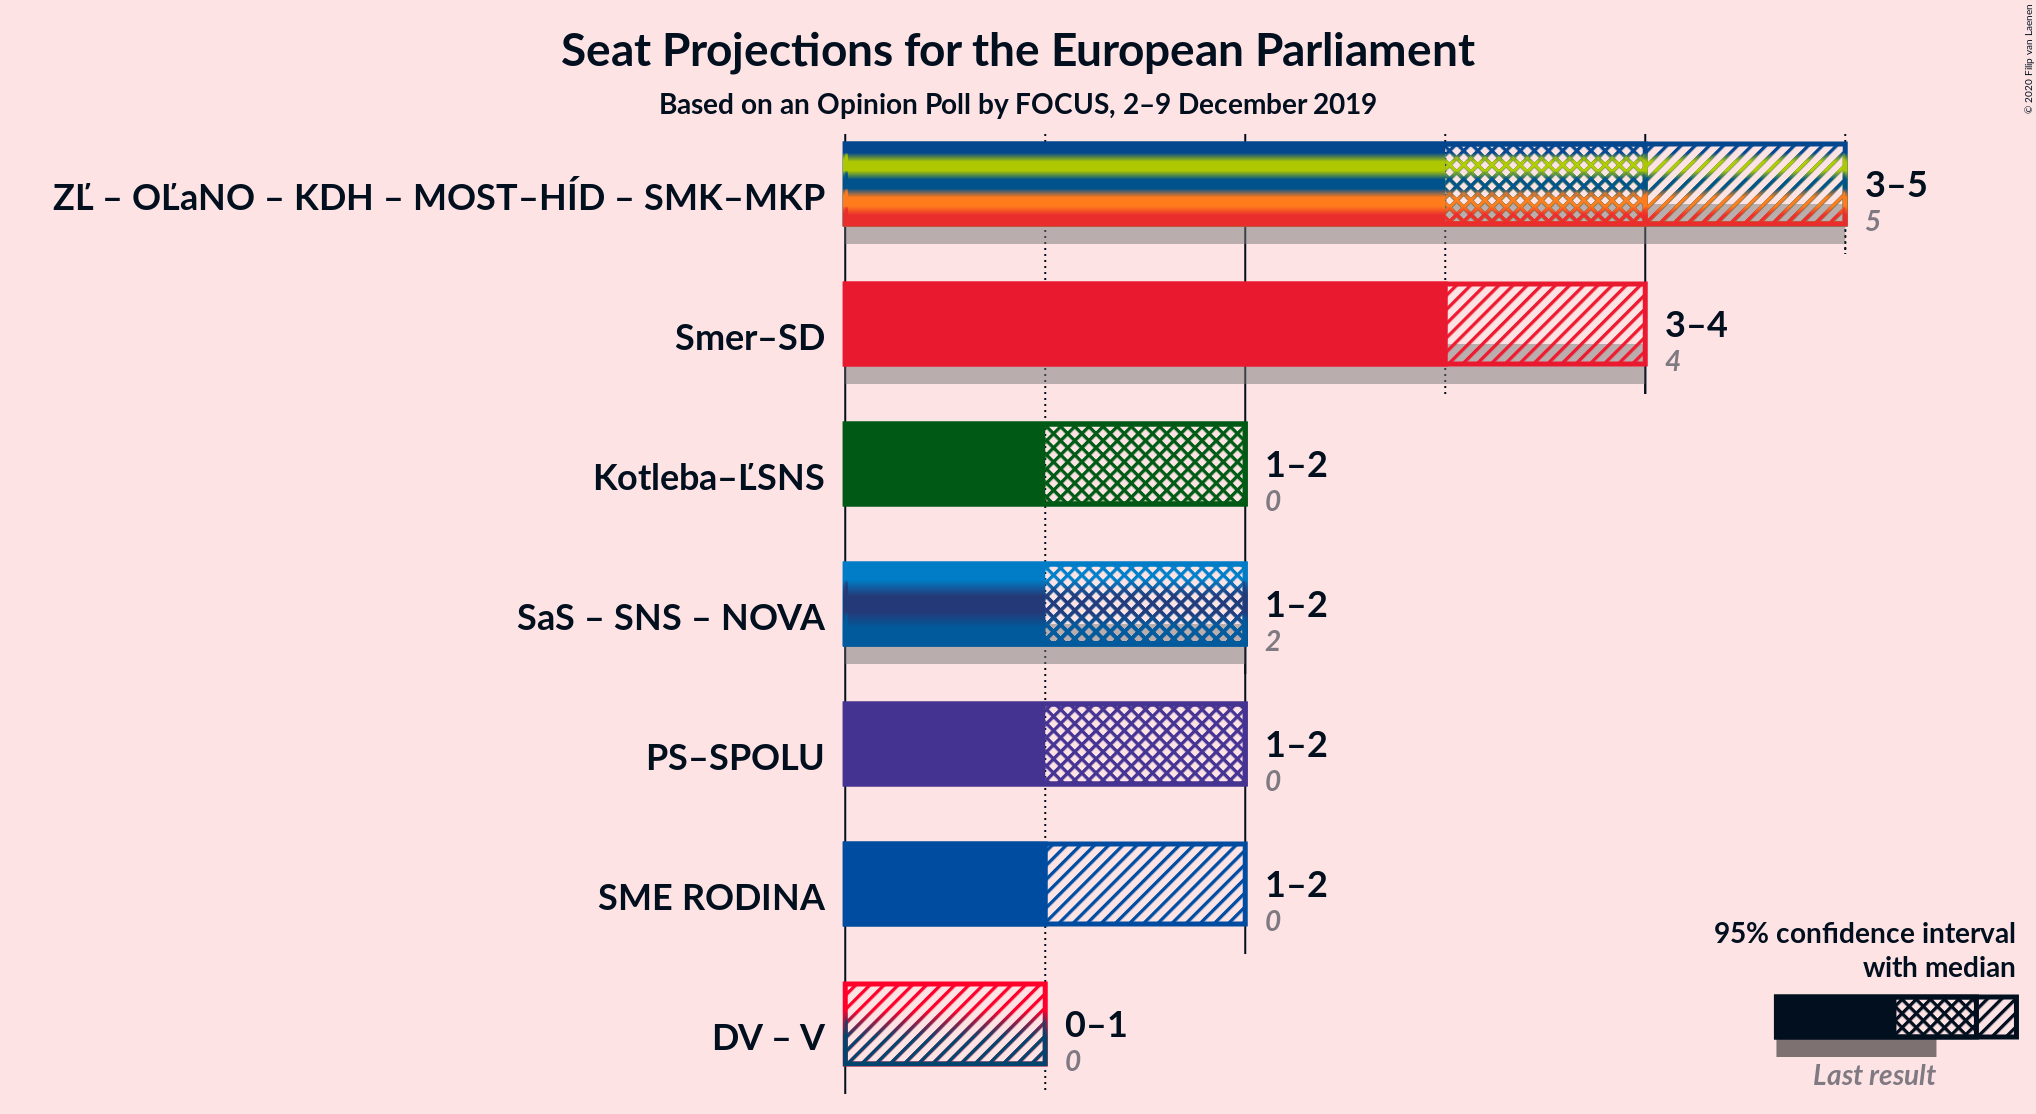 Seat Projections for the European Parliament
Based on an Opinion Poll by FOCUS, 2–9 December 2019
© 2020 Filip van Laenen
ZĽ – OĽaNO – KDH – MOST–HÍD – SMK–MKP
3–5
5
Smer–SD
3–4
4
Kotleba–ĽSNS
1–2
0
SaS – SNS – NOVA
1–2
2
PS–SPOLU
1–2
0
SME RODINA
1–2
0
DV – V
0–1
0
95% confidence interval
with median
Last result